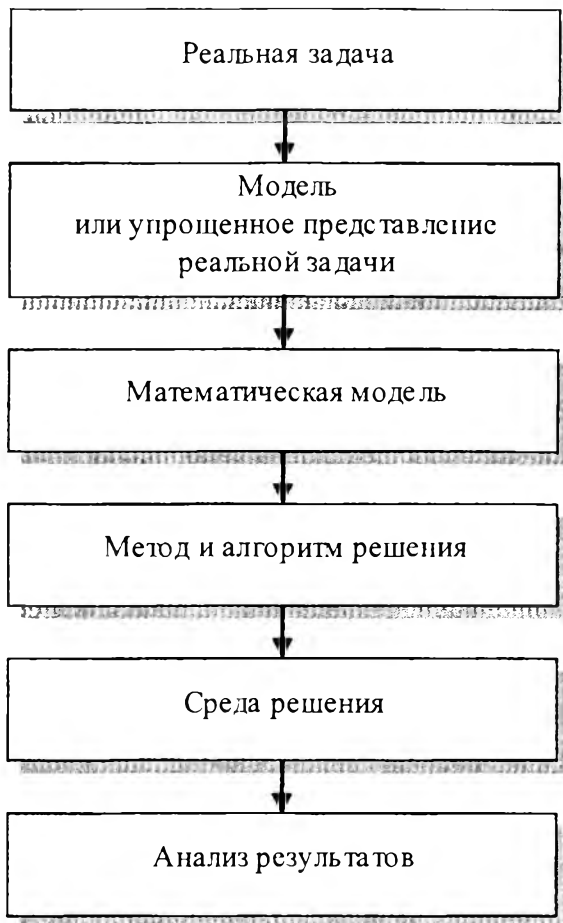 Реальная задача
Модель
или упрощенное представление
реальной задачи
Математическая модель
Метод и алгоритм решения
Среда решения
Анализ результатов